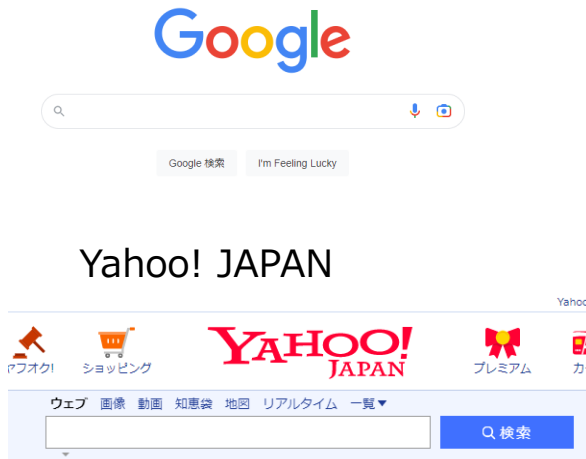 Google
Google 検索 I'm Feeling Lucky
Yahoo! JAPAN
Yahoo
ヤフオク! ショッピング YAHOO! JAPAN プレミアム カー
ウェブ 画像 動画 知恵袋 地図 リアルタイム 一覧▼
検索